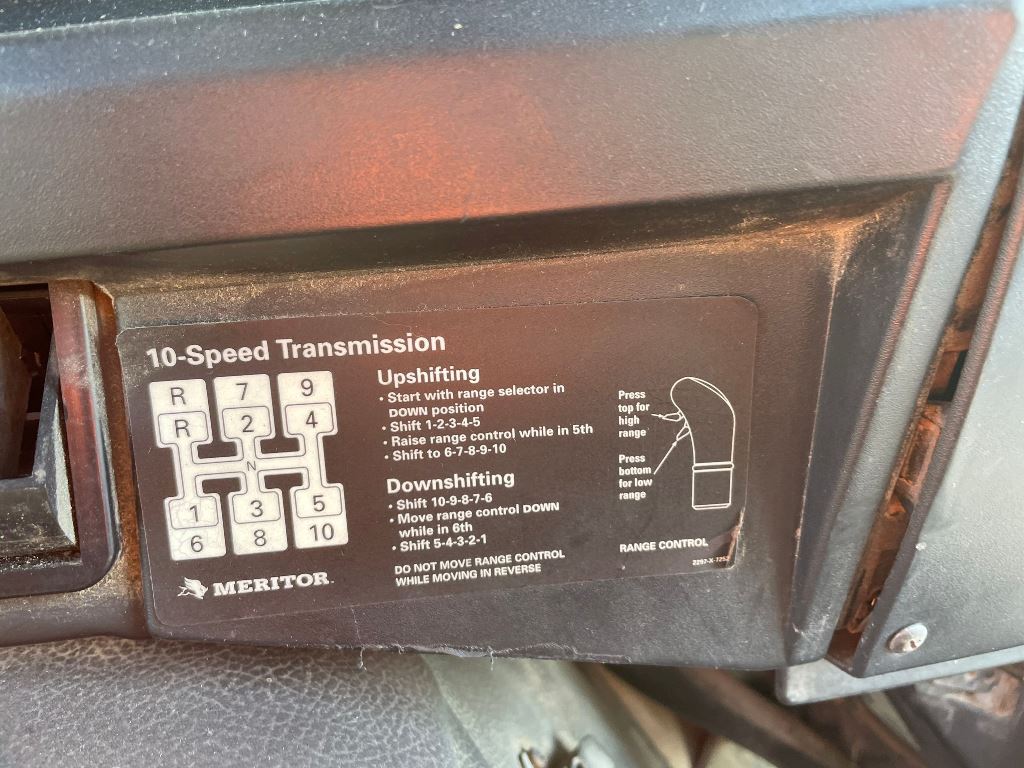 10-Speed Transmission
R 7 9
R 2 4
N
1 3 5
6 8 10
MERITOR
Upshifting
• Start with range selector in
DOWN position
• Shift 1-2-3-4-5
• Raise range control while in 5th
• Shift to 6-7-8-9-10
Downshifting
• Shift 10-9-8-7-6
• Move range control DOWN
while in 6th
• Shift 5-4-3-2-1
DO NOT MOVE RANGE CONTROL
WHILE MOVING IN REVERSE
Press
top for
high
range
Press
bottom
for low
range
RANGE CONTROL